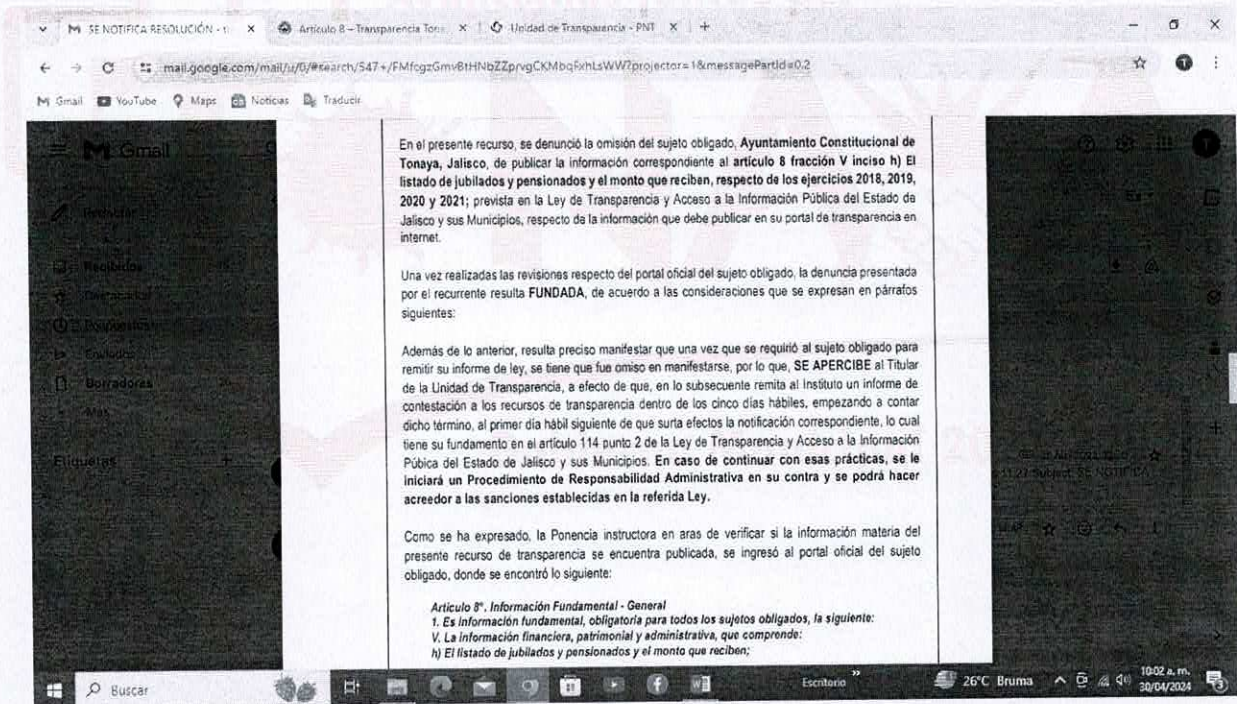 SE NOTIFICA RESOLUCIÓN - t
Artículo 8 – Transparencia Tona
Unidad de Transparencia - PNT
mail.google.com/mail/u/0/#search/547+/FMfcgzGmvBtHNbZZprvgCKMbqFxhLsWW?projector=1&messagePartId=0.2
Gmail YouTube Maps Noticias Traducir
Gmail
Recibidos
Enviados
Borradores
Más
Etiquetas
En el presente recurso, se denunció la omisión del sujeto obligado, Ayuntamiento Constitucional de
Tonaya, Jalisco, de publicar la información correspondiente al artículo 8 fracción V inciso h) El
listado de jubilados y pensionados y el monto que reciben, respecto de los ejercicios 2018, 2019,
2020 y 2021; prevista en la Ley de Transparencia y Acceso a la Información Pública del Estado de
Jalisco y sus Municipios, respecto de la información que debe publicar en su portal de transparencia en
internet.
Una vez realizadas las revisiones respecto del portal oficial del sujeto obligado, la denuncia presentada
por el recurrente resulta FUNDADA, de acuerdo a las consideraciones que se expresan en párrafos
siguientes:
Además de lo anterior, resulta preciso manifestar que una vez que se requirió al sujeto obligado para
remitir su informe de ley, se tiene que fue omiso en manifestarse, por lo que, SE APERCIBE al Titular
de la Unidad de Transparencia, a efecto de que, en lo subsecuente remita al Instituto un informe de
contestación a los recursos de transparencia dentro de los cinco días hábiles, empezando a contar
dicho término, al primer día hábil siguiente de que surta efectos la notificación correspondiente, lo cual
tiene su fundamento en el artículo 114 punto 2 de la Ley de Transparencia y Acceso a la Información
Púbica del Estado de Jalisco y sus Municipios. En caso de continuar con esas prácticas, se le
iniciará un Procedimiento de Responsabilidad Administrativa en su contra y se podrá hacer
acreedor a las sanciones establecidas en la referida Ley.
Como se ha expresado, la Ponencia instructora en aras de verificar si la información materia del
presente recurso de transparencia se encuentra publicada, se ingresó al portal oficial del sujeto
obligado, donde se encontró lo siguiente:
Artículo 8°. Información Fundamental - General
1. Es información fundamental, obligatoria para todos los sujetos obligados, la siguiente:
V. La información financiera, patrimonial y administrativa, que comprende:
h) El listado de jubilados y pensionados y el monto que reciben;
Buscar
Escritorio
26°C Bruma
10:02 a. m.
30/04/2024